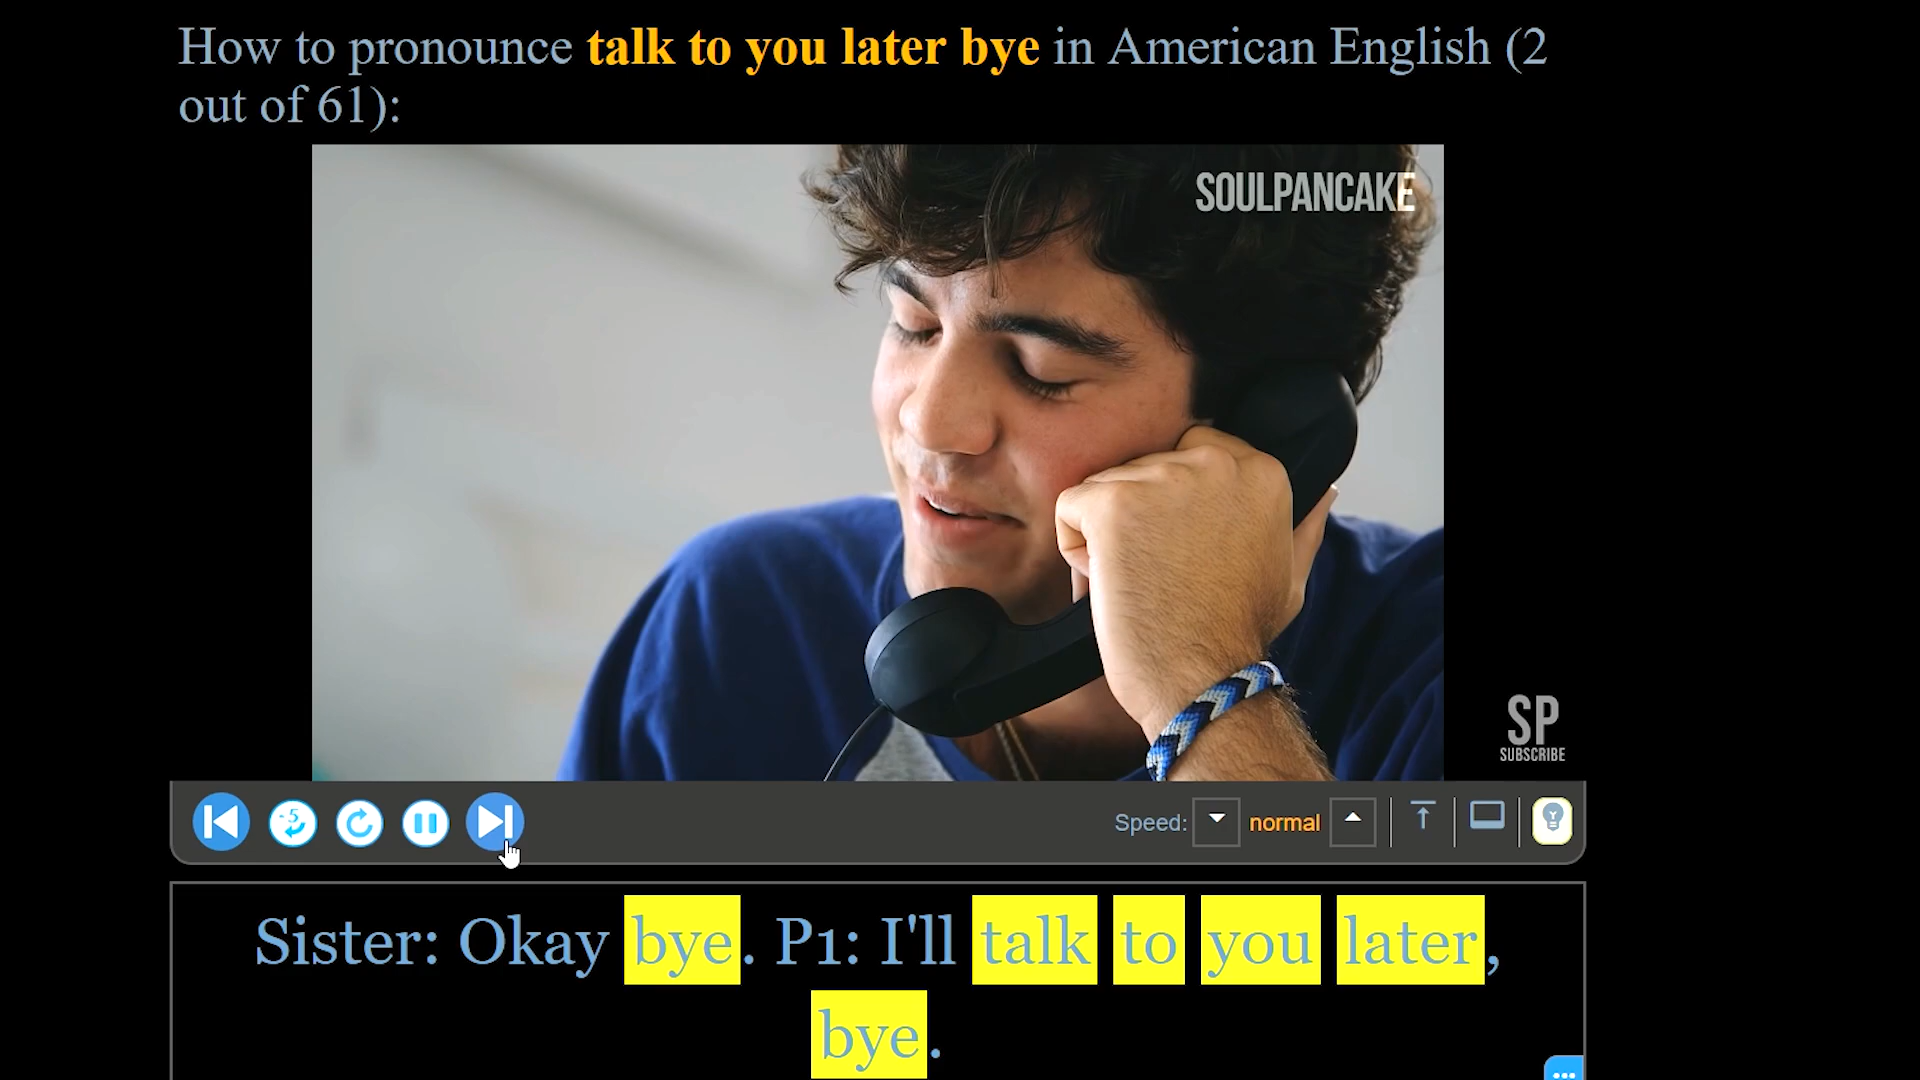 How to pronounce talk to you later bye in American English (2
out of 61):
SOULPANCAKE
SP
SUBSCRIBE
-5
Speed: normal
Sister: Okay bye. P1: I'll talk to you later,
bye.